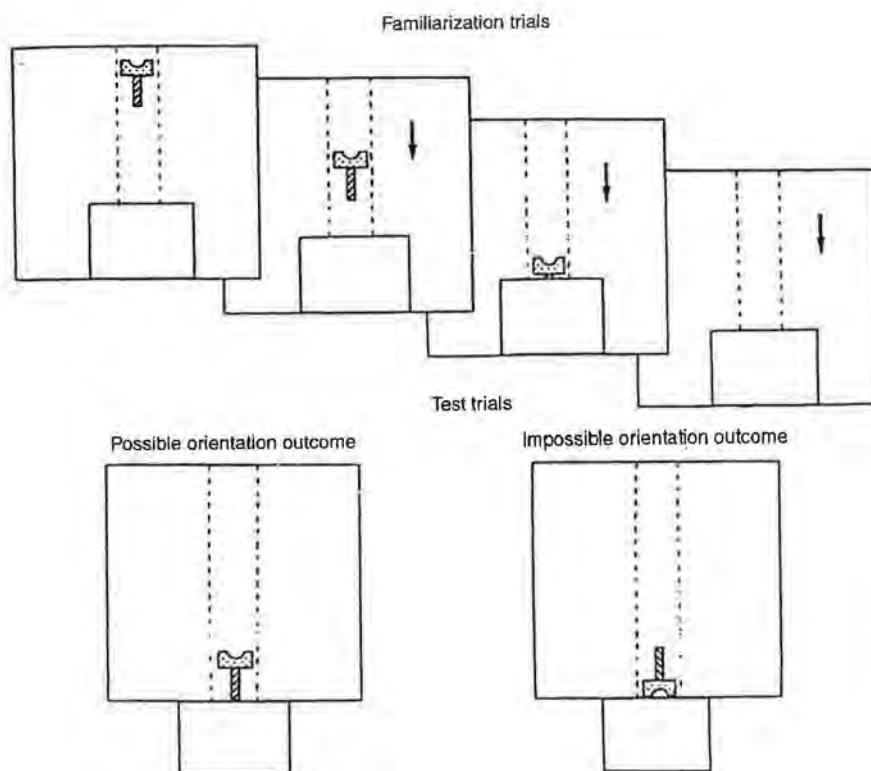 Familiarization trials
Test trials
Possible orientation outcome
Impossible orientation outcome